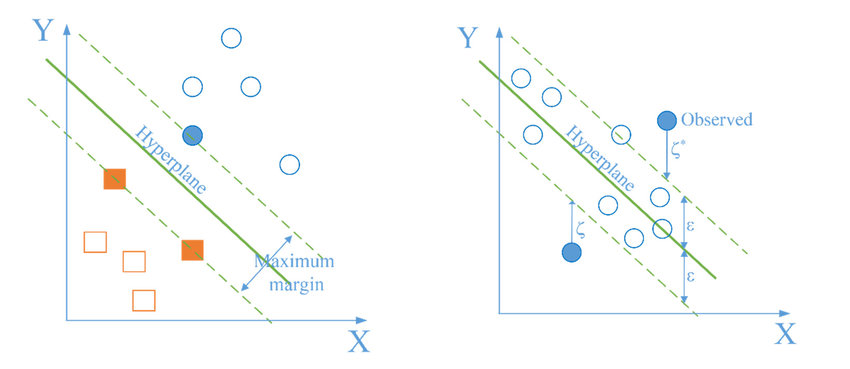 Y
Hyperplane
Maximum
margin
X
Y
Observed
ζ*
Hyperplane
ζ
ε
ε
X